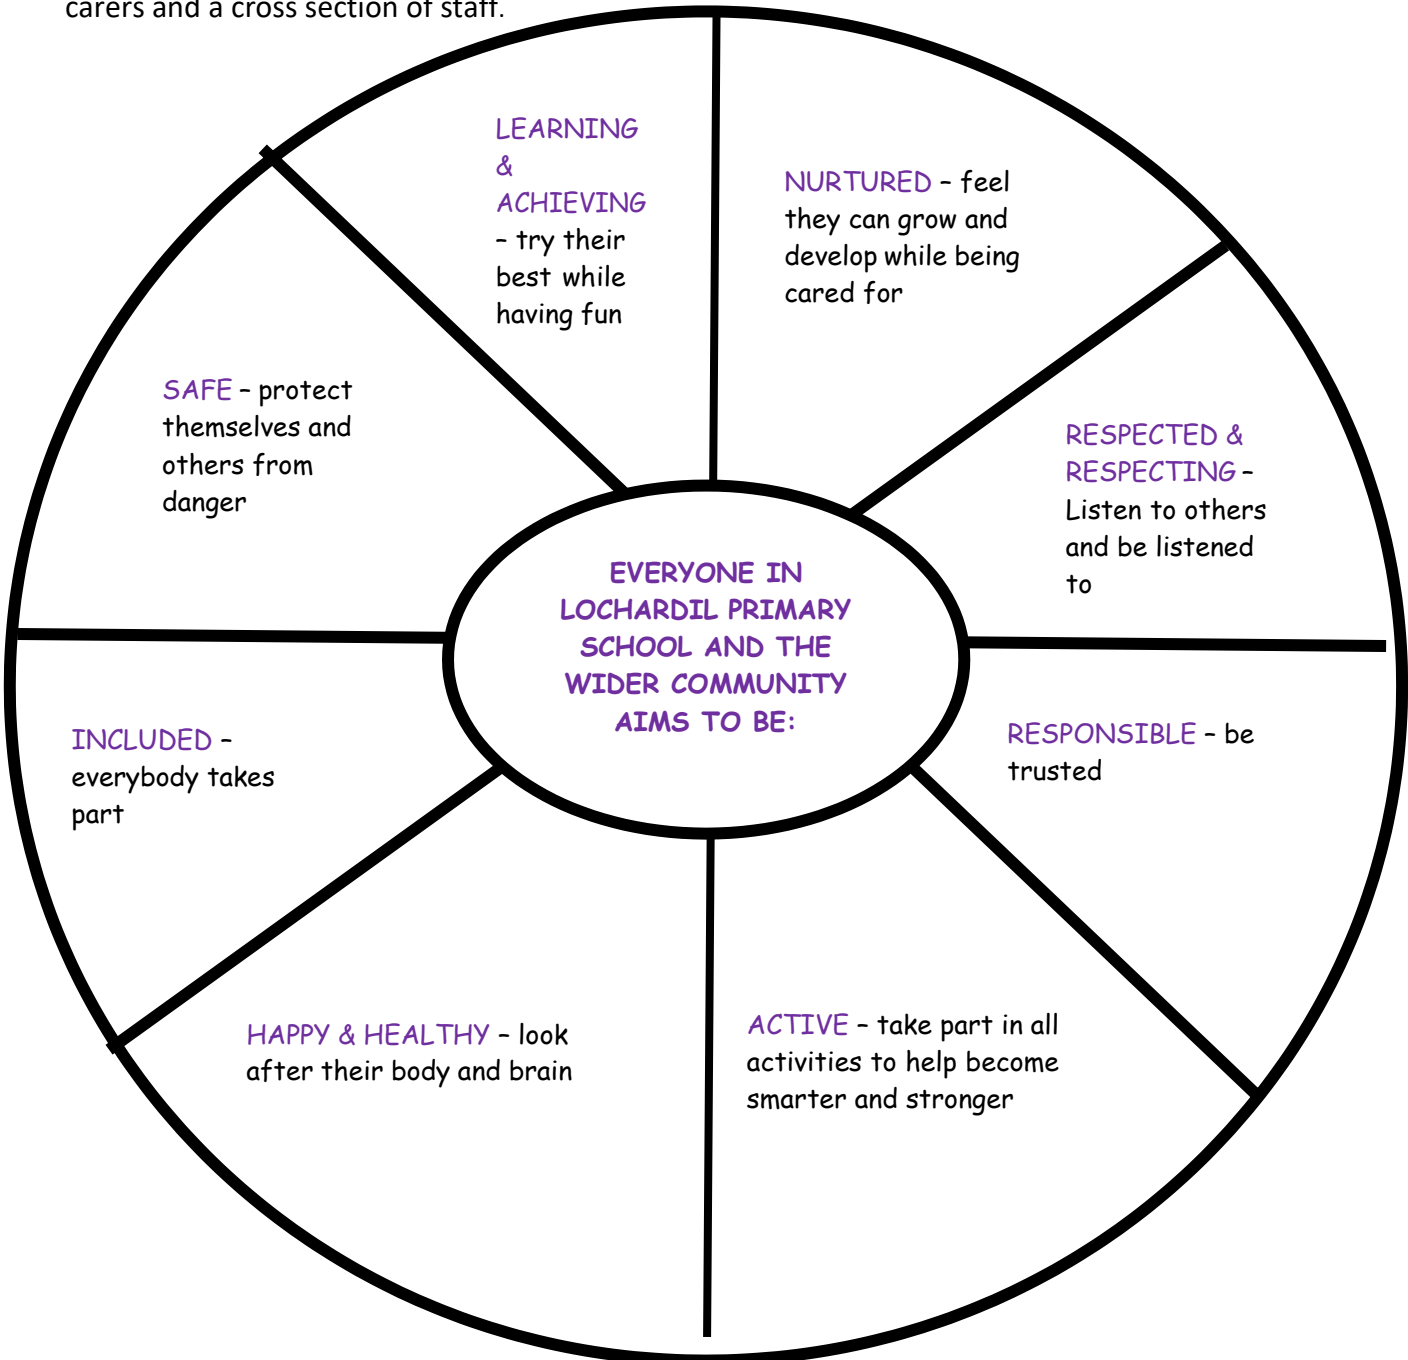 carers and a cross section of staff.
LEARNING
&
ACHIEVING
– try their
best while
having fun
NURTURED – feel
they can grow and
develop while being
cared for
SAFE – protect
themselves and
others from
danger
RESPECTED &
RESPECTING –
Listen to others
and be listened
to
EVERYONE IN
LOCHARDIL PRIMARY
SCHOOL AND THE
WIDER COMMUNITY
AIMS TO BE:
INCLUDED –
everybody takes
part
RESPONSIBLE – be
trusted
HAPPY & HEALTHY – look
after their body and brain
ACTIVE – take part in all
activities to help become
smarter and stronger